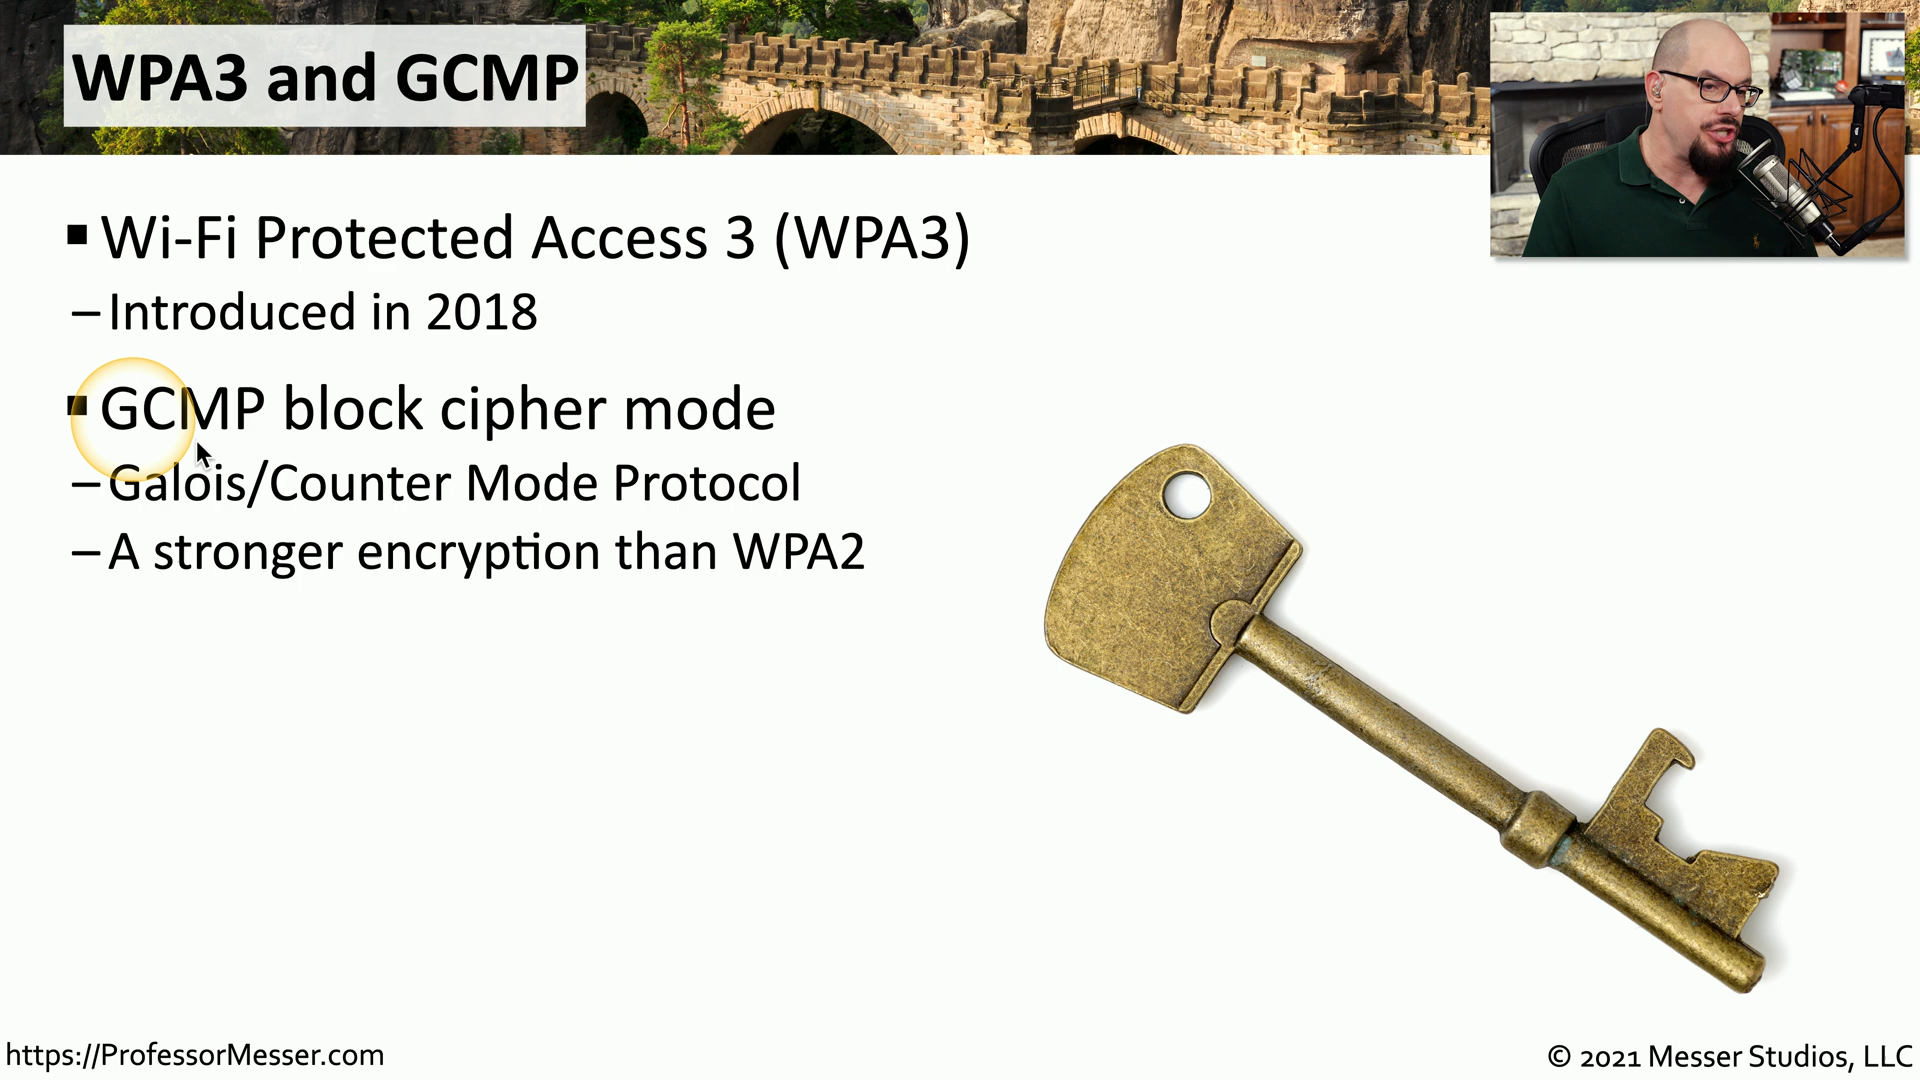 WPA3 and GCMP
▪ Wi-Fi Protected Access 3 (WPA3)
– Introduced in 2018
▪ GCMP block cipher mode
– Galois/Counter Mode Protocol
– A stronger encryption than WPA2
https://ProfessorMesser.com
© 2021 Messer Studios, LLC